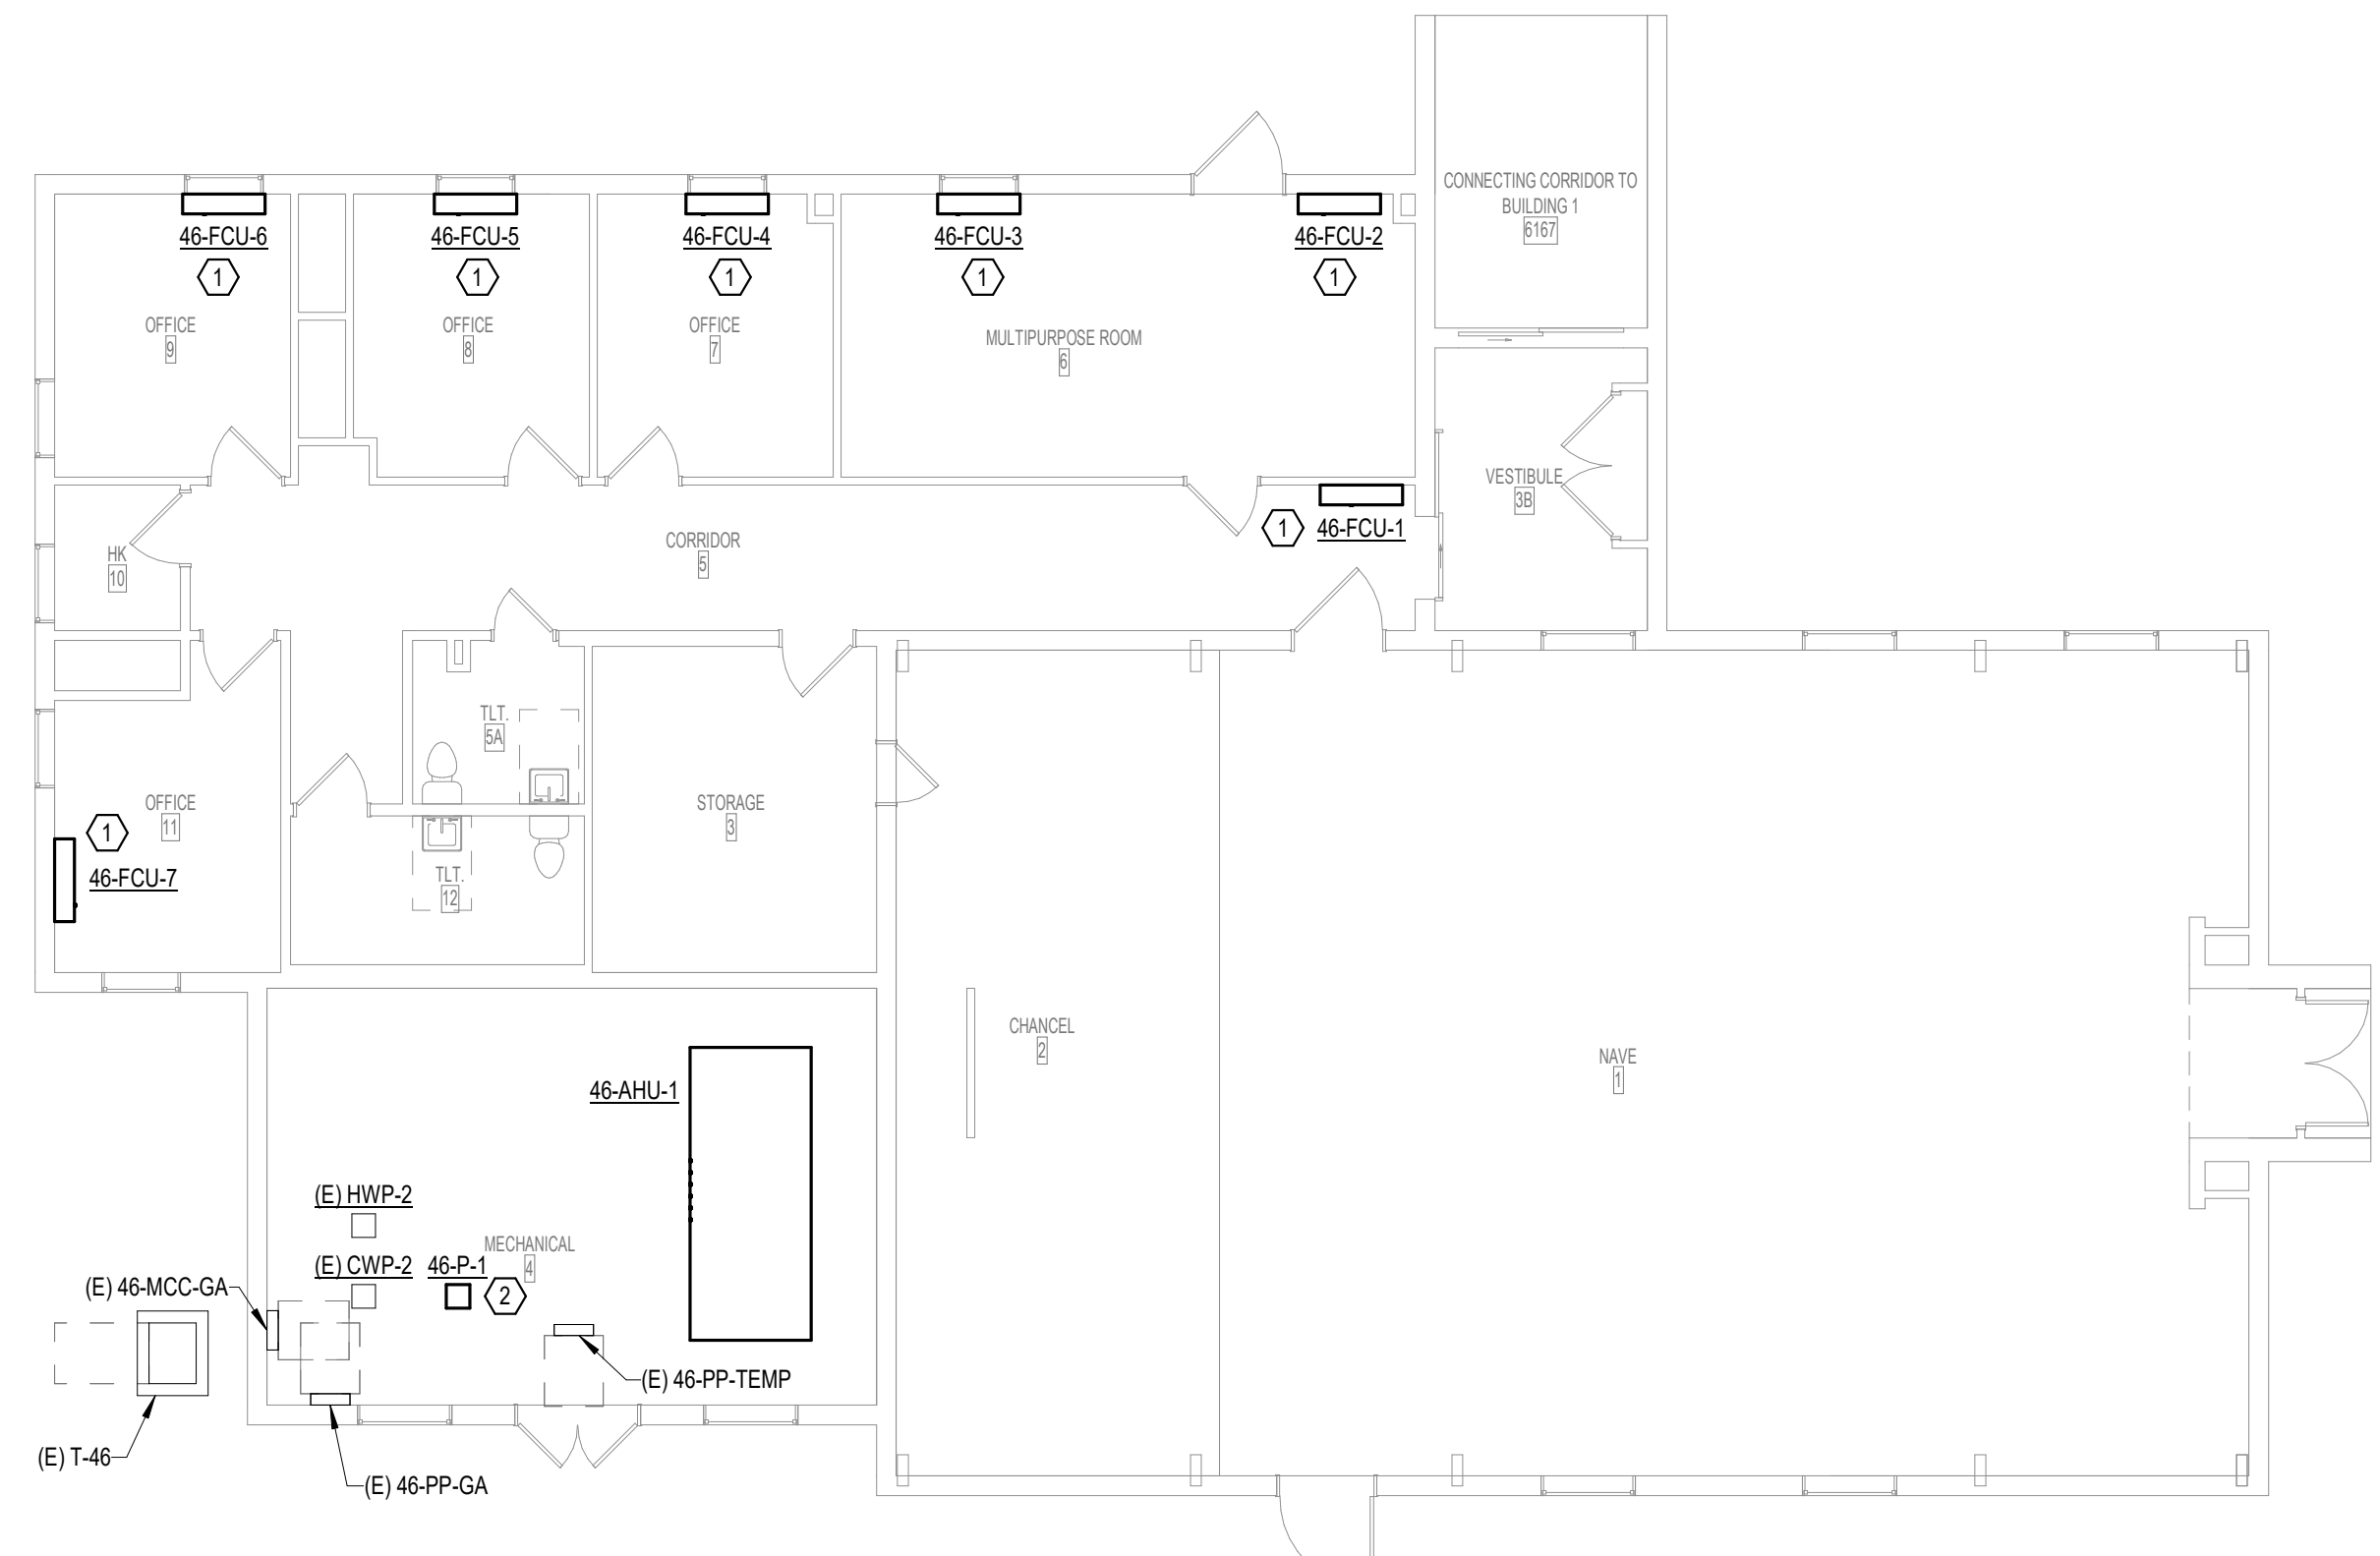 CONNECTING CORRIDOR TO
BUILDING 1
6167
46-FCU-6
46-FCU-5
46-FCU-4
46-FCU-3
46-FCU-2
1
1
1
1
1
OFFICE
9
OFFICE
8
OFFICE
7
MULTIPURPOSE ROOM
6
VESTIBULE
3B
1
46-FCU-1
HK
10
CORRIDOR
5
TLT.
5A
OFFICE
11
1
46-FCU-7
STORAGE
3
TLT.
12
CHANCEL
2
NAVE
1
46-AHU-1
(E) HWP-2
MECHANICAL
4
(E) CWP-2
46-P-1
2
(E) 46-MCC-GA
(E) 46-PP-TEMP
(E) T-46
(E) 46-PP-GA